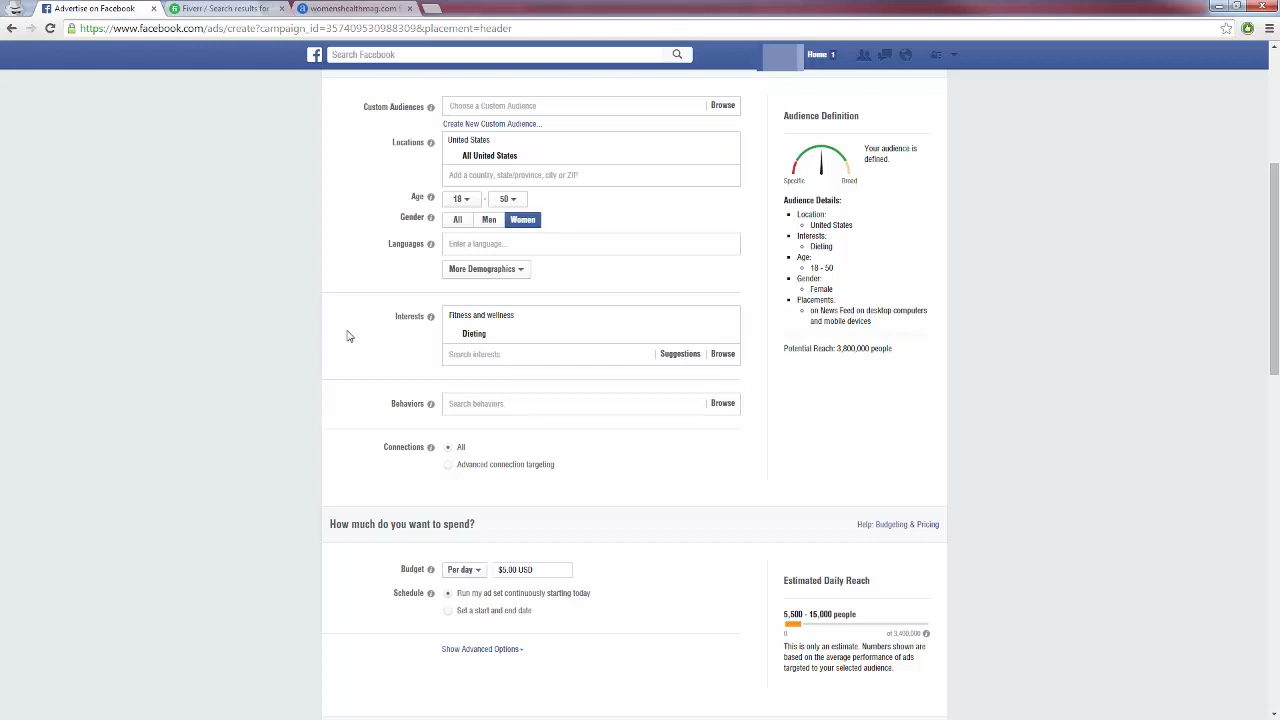 Advertise on Facebook
Fiverr / Search results for
womenshealthmag.com
https://www.facebook.com/ads/create?campaign_id=357409530988309&placement=header
Search Facebook
Home 1
Custom Audiences
Choose a Custom Audience
Browse
Create New Custom Audience...
Locations
United States
All United States
Add a country, state/province, city or ZIP
Age
18 - 50
Gender
All Men Women
Languages
Enter a language...
More Demographics
Interests
Fitness and wellness
Dieting
Search interests
Suggestions
Browse
Behaviors
Search behaviors
Browse
Connections
All
Advanced connection targeting
Audience Definition
Your audience is
defined.
Specific
Broad
Audience Details:
Location:
United States
Interests:
Dieting
Age:
18 - 50
Gender:
Female
Placements:
on News Feed on desktop computers
and mobile devices
Potential Reach: 3,800,000 people
How much do you want to spend?
Help: Budgeting & Pricing
Budget
Per day
$5.00 USD
Schedule
Run my ad set continuously starting today
Set a start and end date
Show Advanced Options
Estimated Daily Reach
5,500 - 15,000 people
0
of 3,400,000
This is only an estimate. Numbers shown are
based on the average performance of ads
targeted to your selected audience.